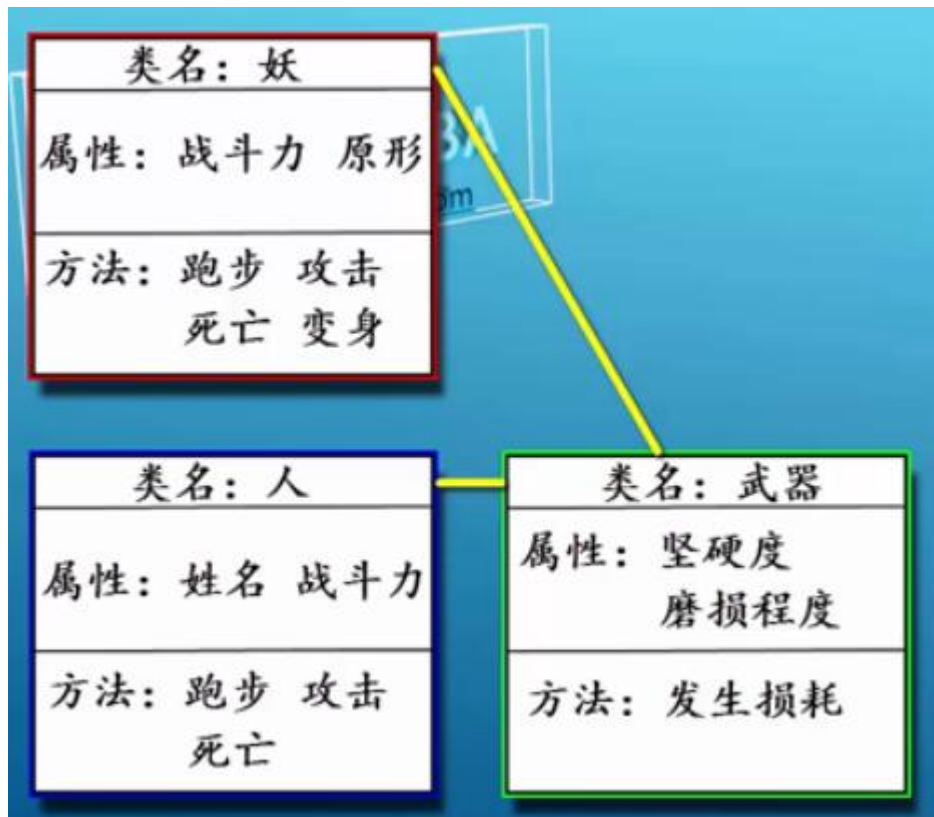 类名：妖
属性：战斗力 原形
方法：跑步 攻击
死亡 变身
类名：人
属性：姓名 战斗力
方法：跑步 攻击
死亡
类名：武器
属性：坚硬度
磨损程度
方法：发生损耗